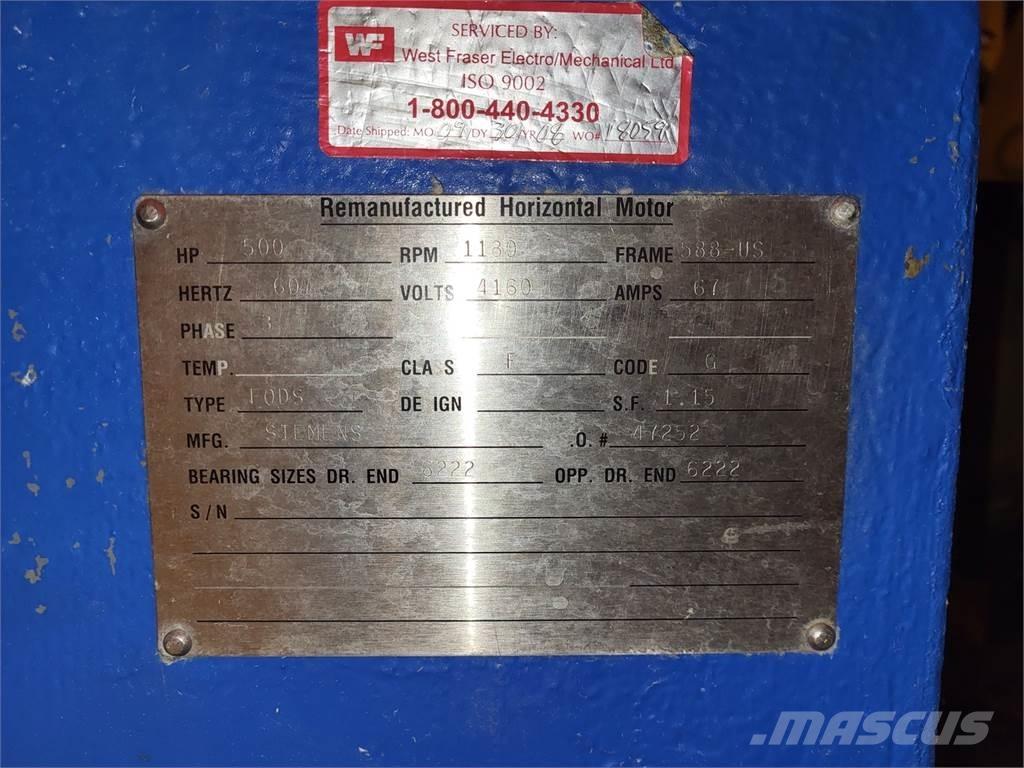 WF
SERVICED BY:
West Fraser Electro/Mechanical Ltd.
ISO 9002
1-800-440-4330
Date Shipped: MO 09 DY 30 YR 08 WO# 18059
Remanufactured Horizontal Motor
HP 500 RPM 1180 FRAME 588-US
HERTZ 60 VOLTS 4160 AMPS 67
PHASE 3
TEMP. CLA S F CODE G
TYPE DE IGN S.F. 1.15
MFG. SIEMENS .O.# 47252
BEARING SIZES DR. END 6222 OPP. DR. END 6222
S/N
MASCUS